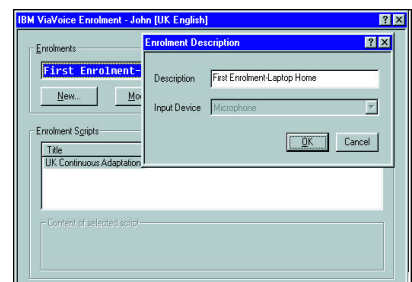 IBM ViaVoice Enrolment - John [UK English]
Enrolments
First Enrolment-
New...
Enrolment Description
Description First Enrolment-Laptop Home
Input Device Microphone
OK Cancel
Enrolment Scripts
Title
UK Continuous Adaptation
Content of selected script